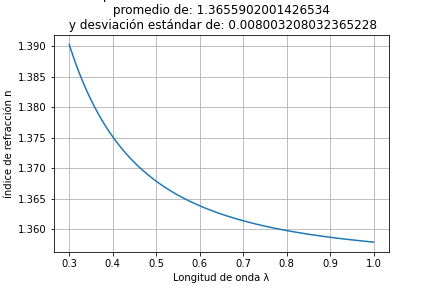 promedio de: 1.3655902001426534
y desviación estándar de: 0.008003208032365228
1.390
1.385
1.380
1.375
1.370
1.365
1.360
índice de refracción n
0.3 0.4 0.5 0.6 0.7 0.8 0.9 1.0
Longitud de onda λ